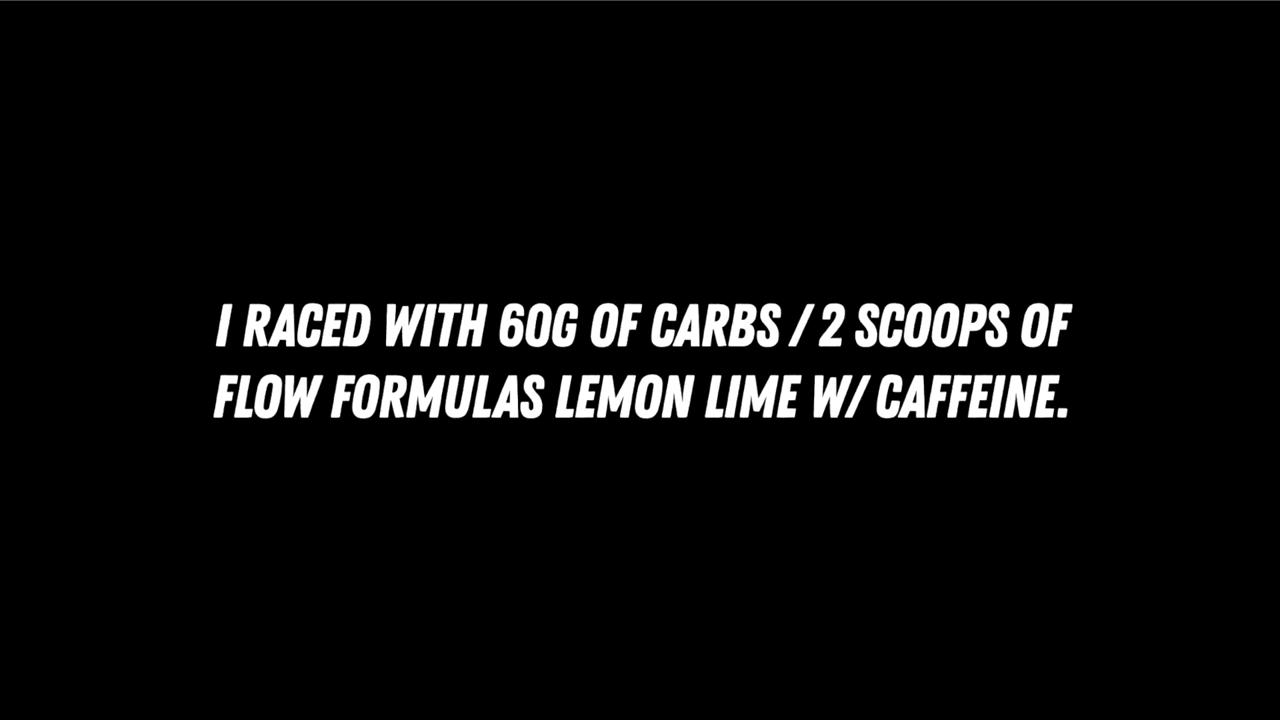 I RACED WITH 60G OF CARBS / 2 SCOOPS OF
FLOW FORMULAS LEMON LIME W/ CAFFEINE.